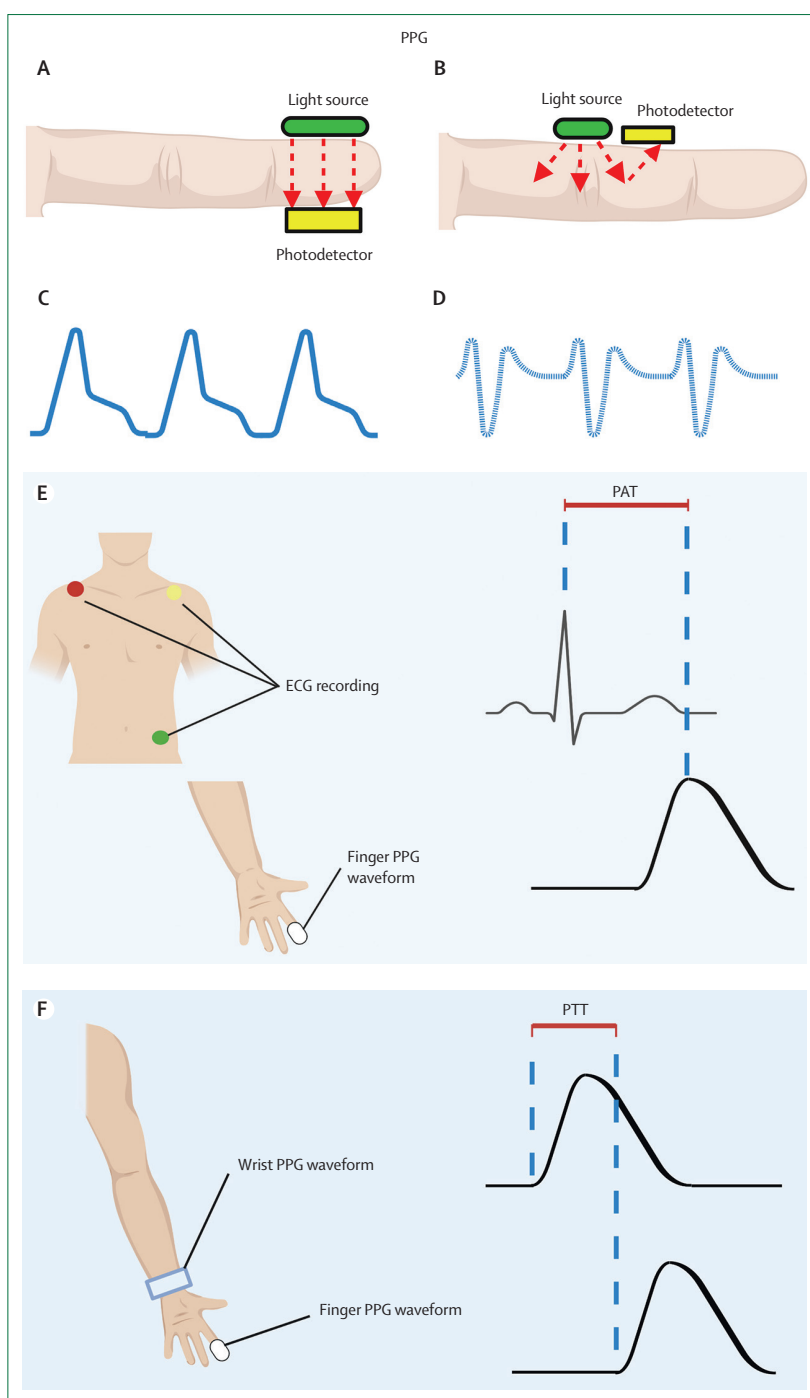 PPG
A
B
Light source
Light source
Photodetector
Photodetector
C
D
E
PAT
ECG recording
Finger PPG
waveform
F
PTT
Wrist PPG waveform
Finger PPG waveform